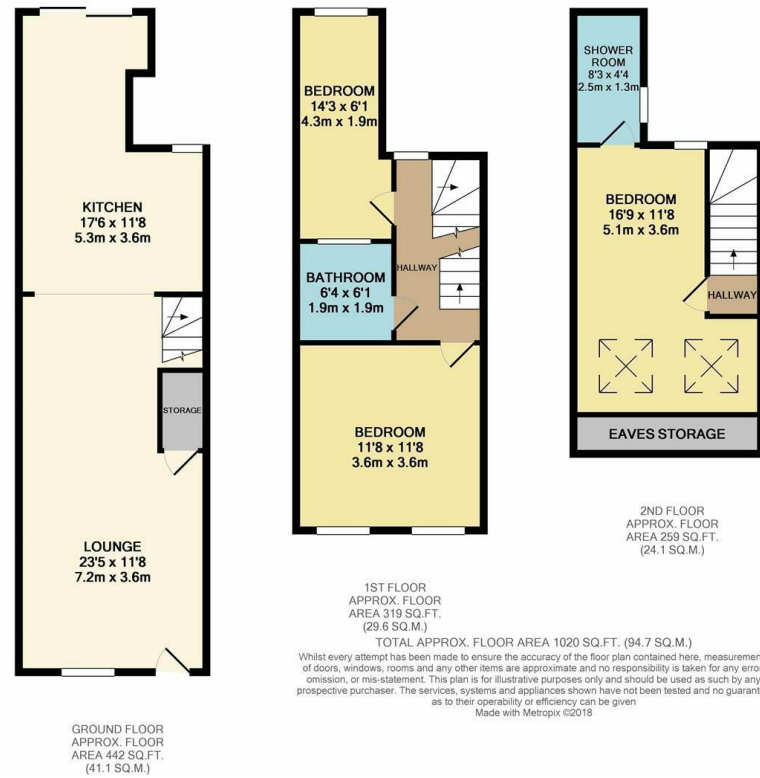 KITCHEN
17'6 x 11'8
5.3m x 3.6m
STORAGE
LOUNGE
23'5 x 11'8
7.2m x 3.6m
GROUND FLOOR
APPROX. FLOOR
AREA 442 SQ.FT.
(41.1 SQ.M.)
BEDROOM
14'3 x 6'1
4.3m x 1.9m
HALLWAY
BATHROOM
6'4 x 6'1
1.9m x 1.9m
BEDROOM
11'8 x 11'8
3.6m x 3.6m
1ST FLOOR
APPROX. FLOOR
AREA 319 SQ.FT.
(29.6 SQ.M.)
SHOWER
ROOM
8'3 x 4'4
2.5m x 1.3m
BEDROOM
16'9 x 11'8
5.1m x 3.6m
HALLWAY
EAVES STORAGE
2ND FLOOR
APPROX. FLOOR
AREA 259 SQ.FT.
(24.1 SQ.M.)
TOTAL APPROX. FLOOR AREA 1020 SQ.FT. (94.7 SQ.M.)
Whilst every attempt has been made to ensure the accuracy of the floor plan contained here, measuremen
of doors, windows, rooms and any other items are approximate and no responsibility is taken for any erro
omission, or mis-statement. This plan is for illustrative purposes only and should be used as such by any
prospective purchaser. The services, systems and appliances shown have not been tested and no guarant
as to their operability or efficiency can be given
Made with Metropix ©2018